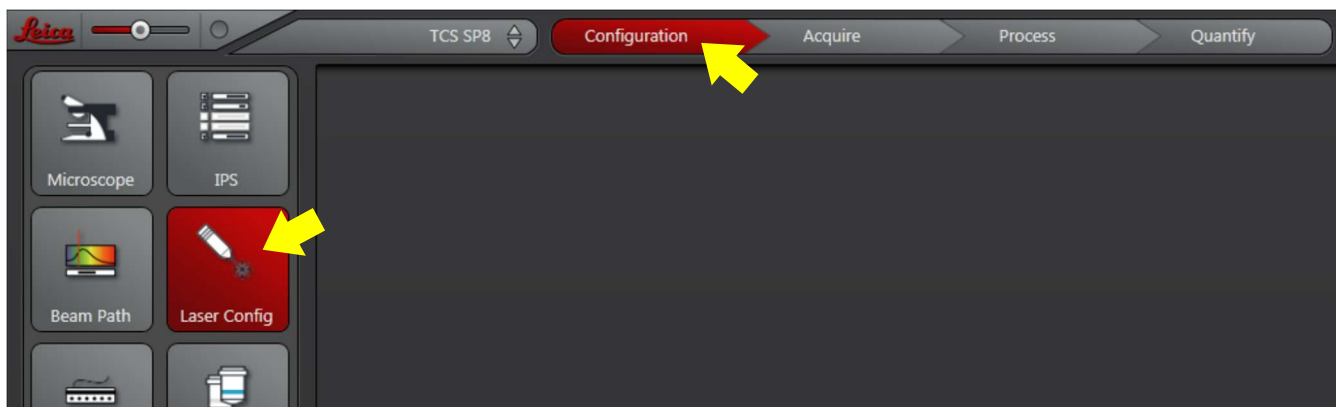 Leica
TCS SP8 Configuration Acquire Process Quantify
Microscope IPS
Beam Path Laser Config